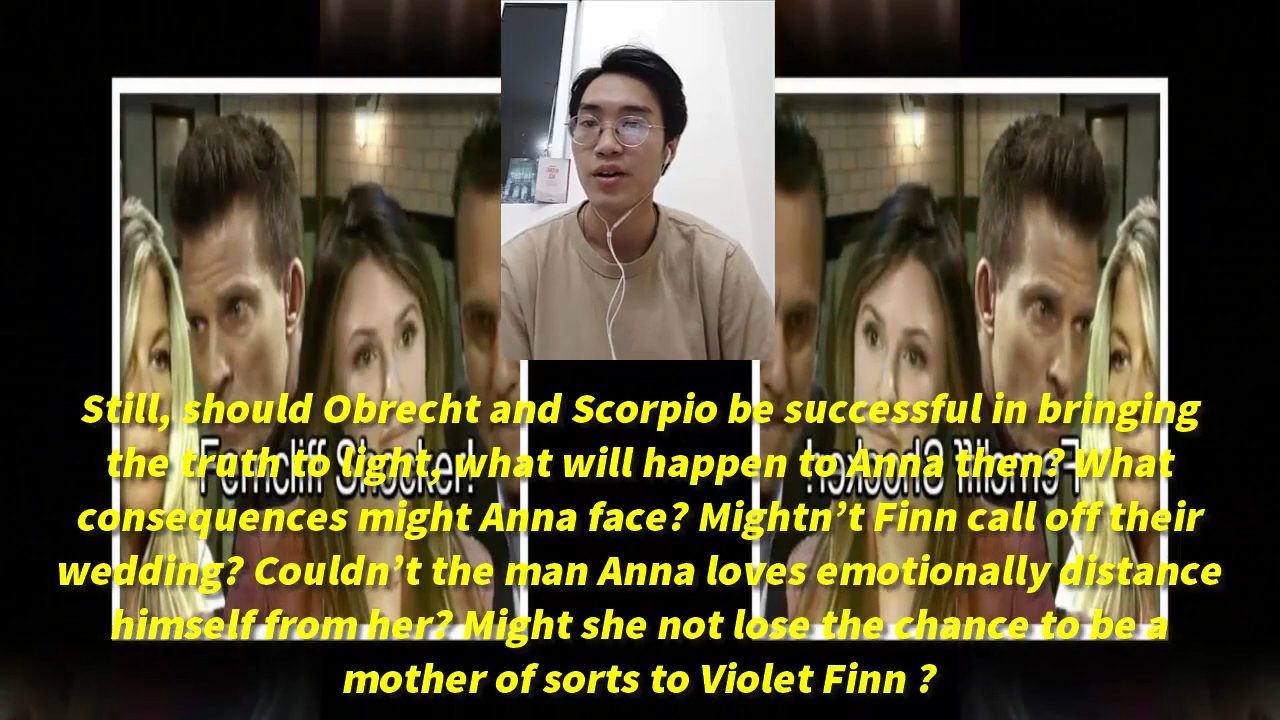 Still, should Obrecht and Scorpio be successful in bringing
the truth to light, what will happen to Anna then? What
Ferncliff Shocker!
consequences might Anna face? Mightn’t Finn call off their
wedding? Couldn’t the man Anna loves emotionally distance
himself from her? Might she not lose the chance to be a
mother of sorts to Violet Finn ?